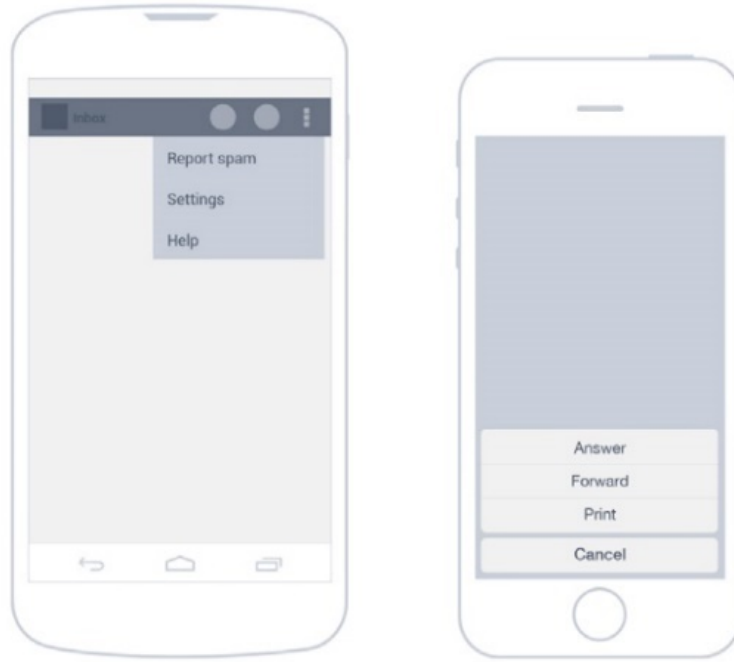 Inbox
Report spam
Settings
Help
Answer
Forward
Print
Cancel